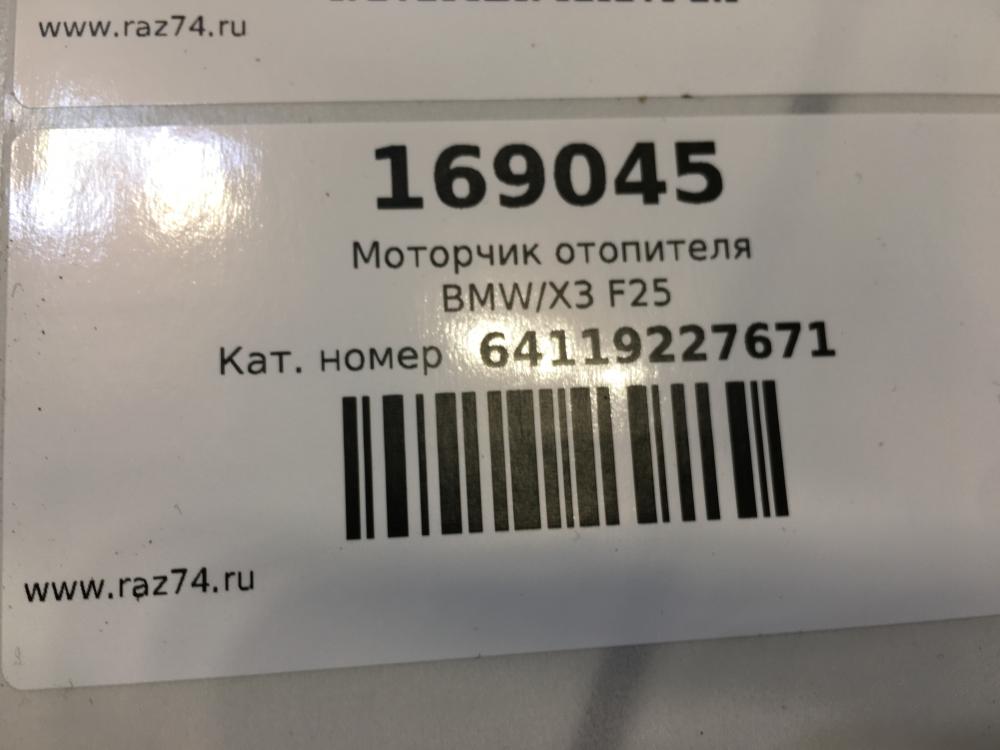 www.raz74.ru
169045
Моторчик отопителя
BMW/X3 F25
Кат. номер 64119227671
www.raz74.ru